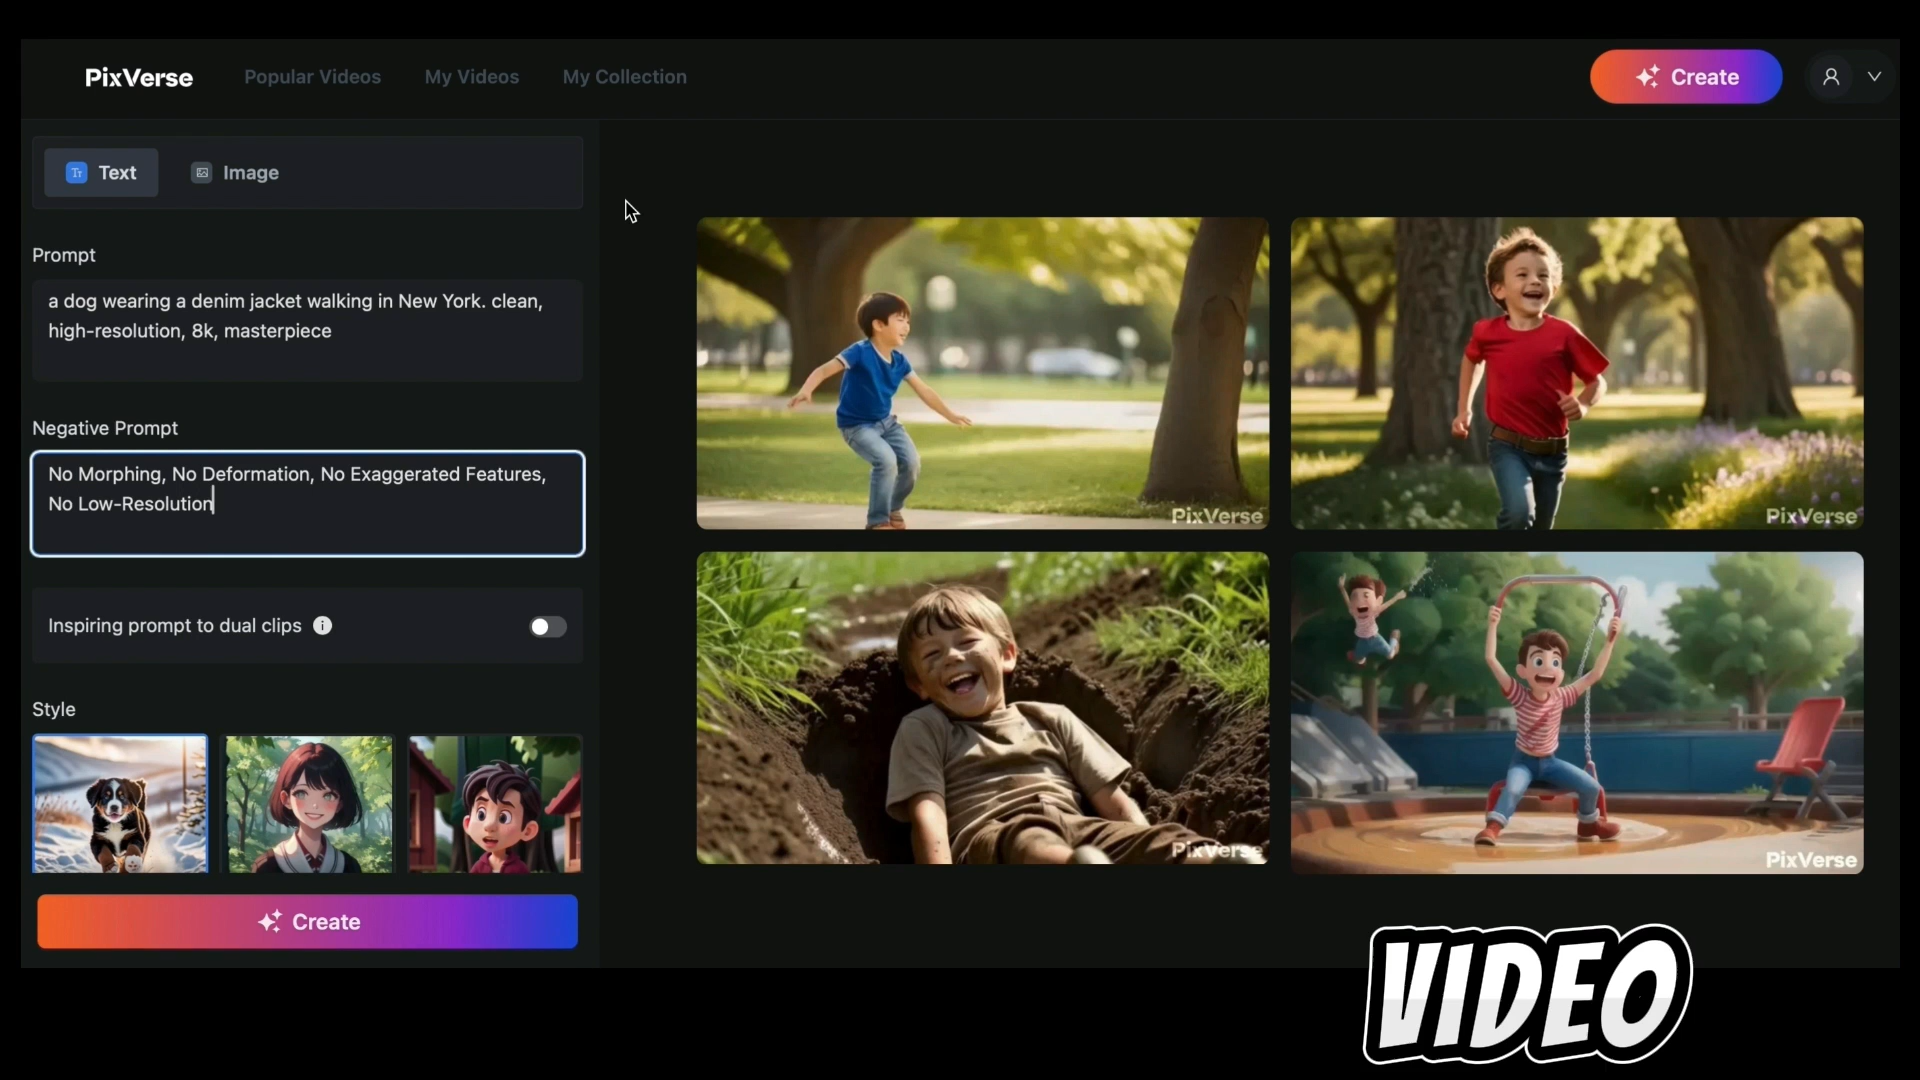 PixVerse
Popular Videos
My Videos
My Collection
Create
Text
Image
Prompt
a dog wearing a denim jacket walking in New York. clean,
high-resolution, 8k, masterpiece
Negative Prompt
No Morphing, No Deformation, No Exaggerated Features,
No Low-Resolution
Inspiring prompt to dual clips
Style
Create
PixVerse
PixVerse
PixVerse
PixVerse
VIDEO